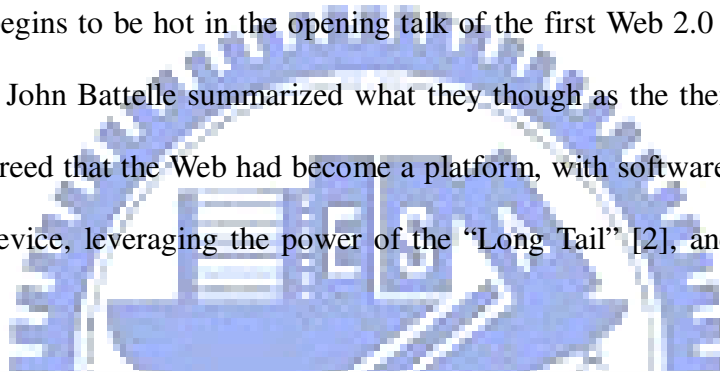 egins to be hot in the opening talk of the first Web 2.0
John Battelle summarized what they though as the the
reed that the Web had become a platform, with software
evice, leveraging the power of the “Long Tail” [2], and